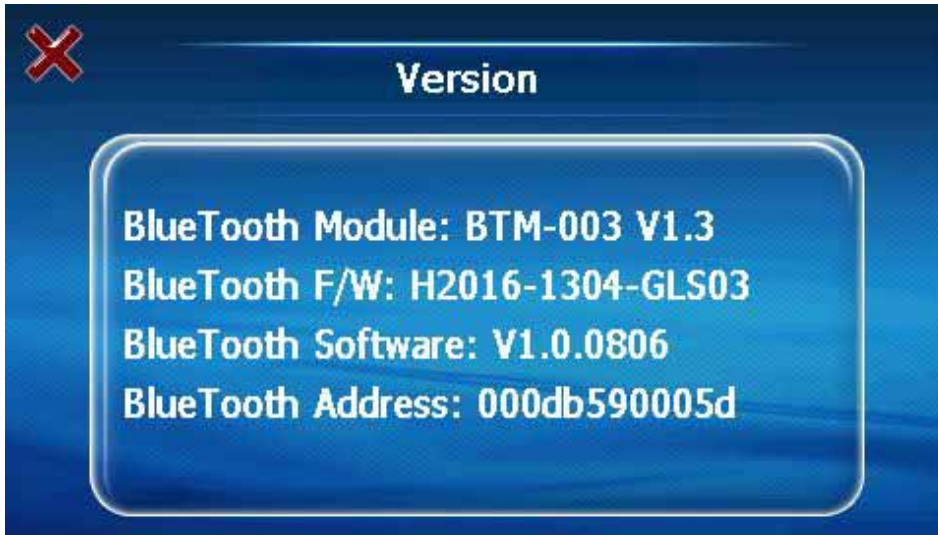 Version
BlueTooth Module: BTM-003 V1.3
BlueTooth F/W: H2016-1304-GLS03
BlueTooth Software: V1.0.0806
BlueTooth Address: 000db590005d